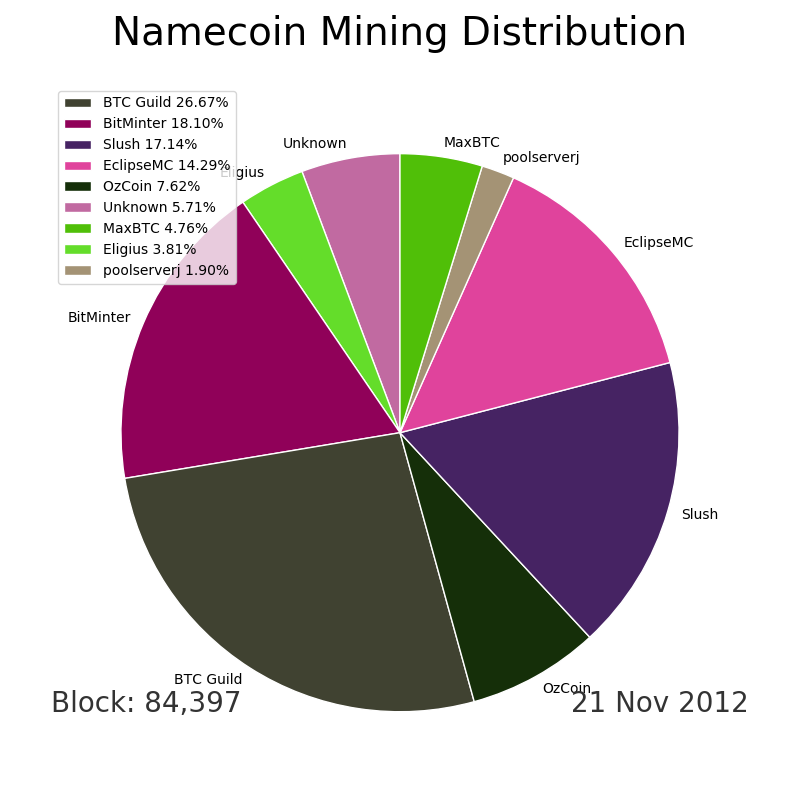 Namecoin Mining Distribution
BTC Guild 26.67%
BitMinter 18.10%
Slush 17.14%
EclipseMC 14.29%
OzCoin 7.62%
Unknown 5.71%
MaxBTC 4.76%
Eligius 3.81%
poolserverj 1.90%
Unknown
MaxBTC
poolserverj
Eligius
EclipseMC
BitMinter
Slush
BTC Guild
OzCoin
Block: 84,397
21 Nov 2012